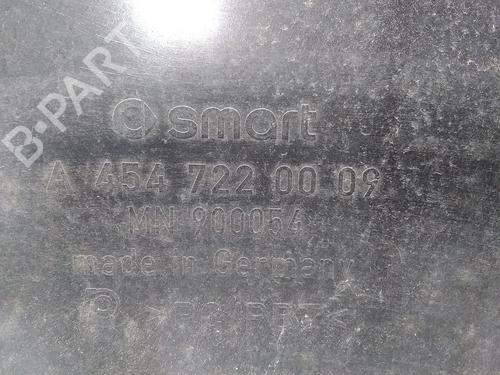 B-PART
smart
A 454 722 00 09
MN 900054
made in Germany